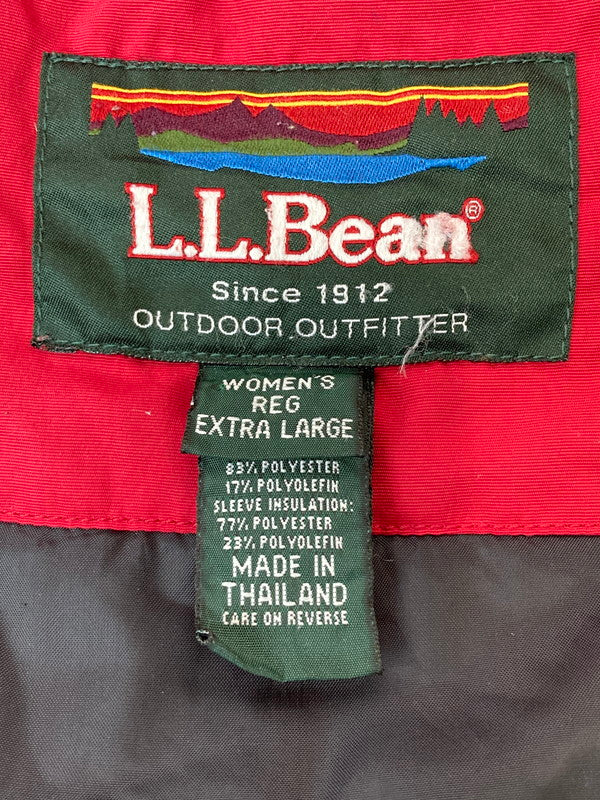 L.L.Bean®
Since 1912
OUTDOOR OUTFITTER
WOMEN'S
REG
EXTRA LARGE
83% POLYESTER
17% POLYOLEFIN
SLEEVE INSULATION:
77% POLYESTER
23% POLYOLEFIN
MADE IN
THAILAND
CARE ON REVERSE